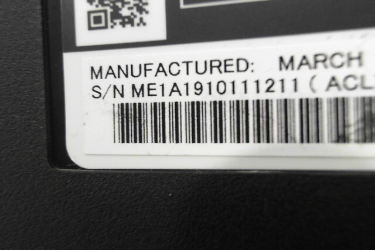 MANUFACTURED: MARCH
S/N ME1A1910111211 ( ACL